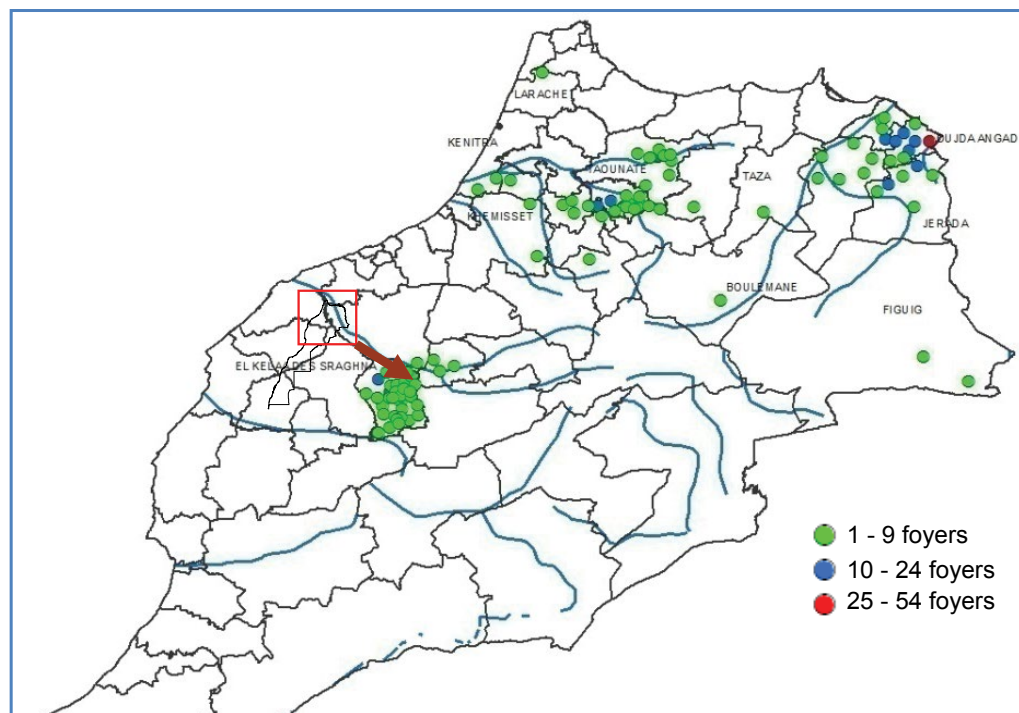 LARACHE
KENITRA
OUJDA ANGAD
TAOUNATE
TAZA
KHEMISSET
JERADA
BOULEMANE
FIGUIG
EL KELAA DES SRAGHNA
1 - 9 foyers
10 - 24 foyers
25 - 54 foyers